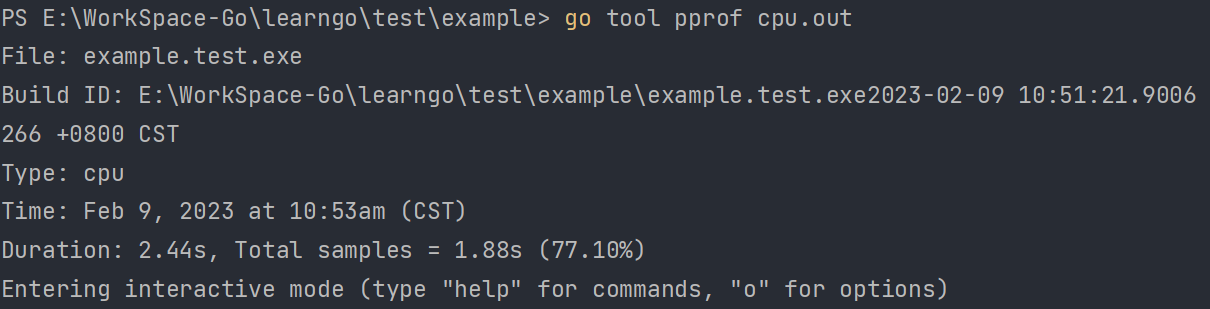 PS E:\WorkSpace-Go\learngo\test\example> go tool pprof cpu.out
File: example.test.exe
Build ID: E:\WorkSpace-Go\learngo\test\example\example.test.exe2023-02-09 10:51:21.9006
266 +0800 CST
Type: cpu
Time: Feb 9, 2023 at 10:53am (CST)
Duration: 2.44s, Total samples = 1.88s (77.10%)
Entering interactive mode (type "help" for commands, "o" for options)